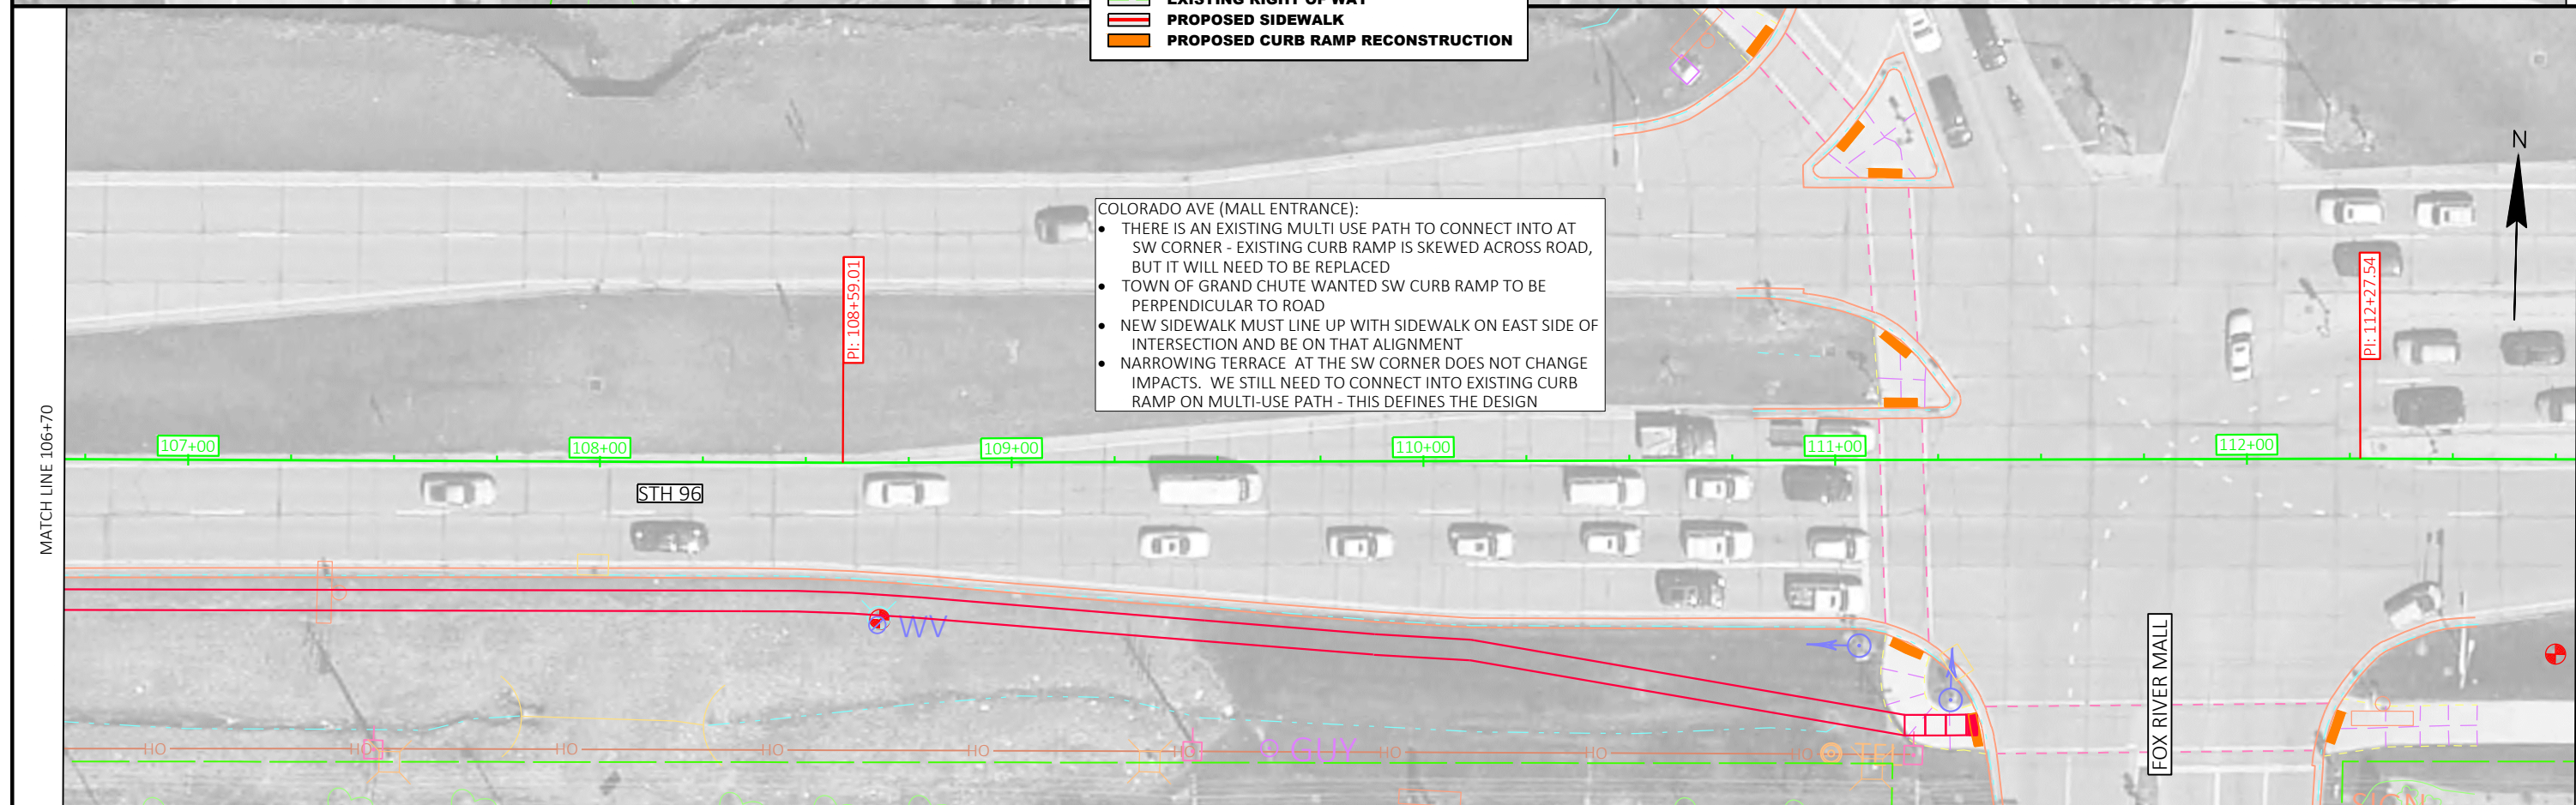 EXISTING RIGHT OF WAY
PROPOSED SIDEWALK
PROPOSED CURB RAMP RECONSTRUCTION
N
COLORADO AVE (MALL ENTRANCE):
• THERE IS AN EXISTING MULTI USE PATH TO CONNECT INTO AT
SW CORNER - EXISTING CURB RAMP IS SKEWED ACROSS ROAD,
BUT IT WILL NEED TO BE REPLACED
• TOWN OF GRAND CHUTE WANTED SW CURB RAMP TO BE
PERPENDICULAR TO ROAD
• NEW SIDEWALK MUST LINE UP WITH SIDEWALK ON EAST SIDE OF
INTERSECTION AND BE ON THAT ALIGNMENT
• NARROWING TERRACE AT THE SW CORNER DOES NOT CHANGE
IMPACTS. WE STILL NEED TO CONNECT INTO EXISTING CURB
RAMP ON MULTI-USE PATH - THIS DEFINES THE DESIGN
PI: 108+59.01
PI: 112+27.54
MATCH LINE 106+70
107+00
108+00
109+00
110+00
111+00
112+00
STH 96
WV
FOX RIVER MALL
HO
HO
HO
HO
HO
HO
GUY
HO
HO
HO
TEL
SIGN